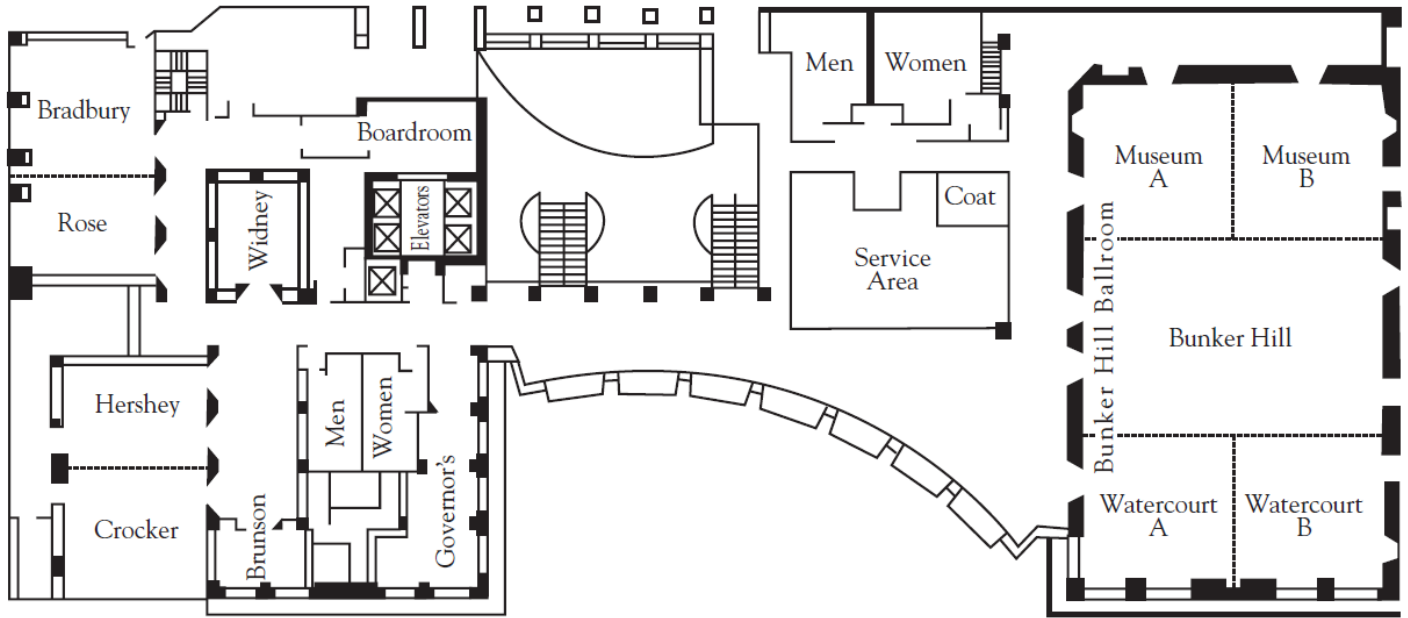 Men
Women
Bradbury
Boardroom
Museum
A
Museum
B
Rose
Widney
Elevators
Coat
Service
Area
Bunker Hill Ballroom
Bunker Hill
Hershey
Men
Women
Crocker
Brunson
Governor's
Watercourt
A
Watercourt
B